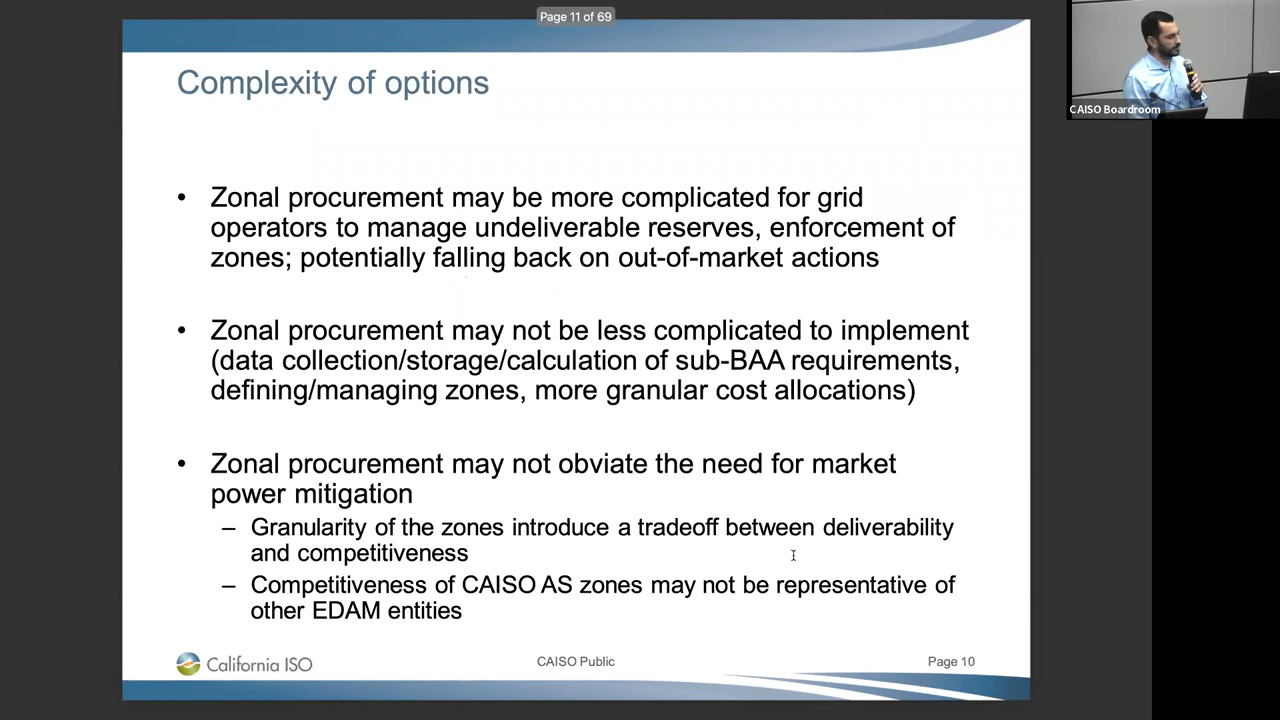 Page 11 of 69
CAISO Boardroom
Complexity of options
• Zonal procurement may be more complicated for grid
operators to manage undeliverable reserves, enforcement of
zones; potentially falling back on out-of-market actions
• Zonal procurement may not be less complicated to implement
(data collection/storage/calculation of sub-BAA requirements,
defining/managing zones, more granular cost allocations)
• Zonal procurement may not obviate the need for market
power mitigation
– Granularity of the zones introduce a tradeoff between deliverability
and competitiveness
– Competitiveness of CAISO AS zones may not be representative of
other EDAM entities
California ISO
CAISO Public
Page 10